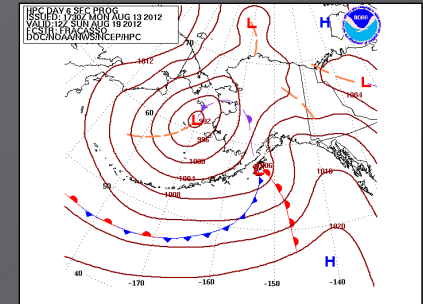 HPC DAY 6 SFC PROG
ISSUED: 1730Z MON AUG 13 2012
VALID: 12Z SUN AUG 19 2012
FCSTR: FRACASSO
DOC/NOAA/NWS/NCEP/HPC
NOAA
L
H
70
1012
L
1004
60
L
992
996
1000
L
1004
1008
1016
50
1020
H
40
-170
-160
-150
-140